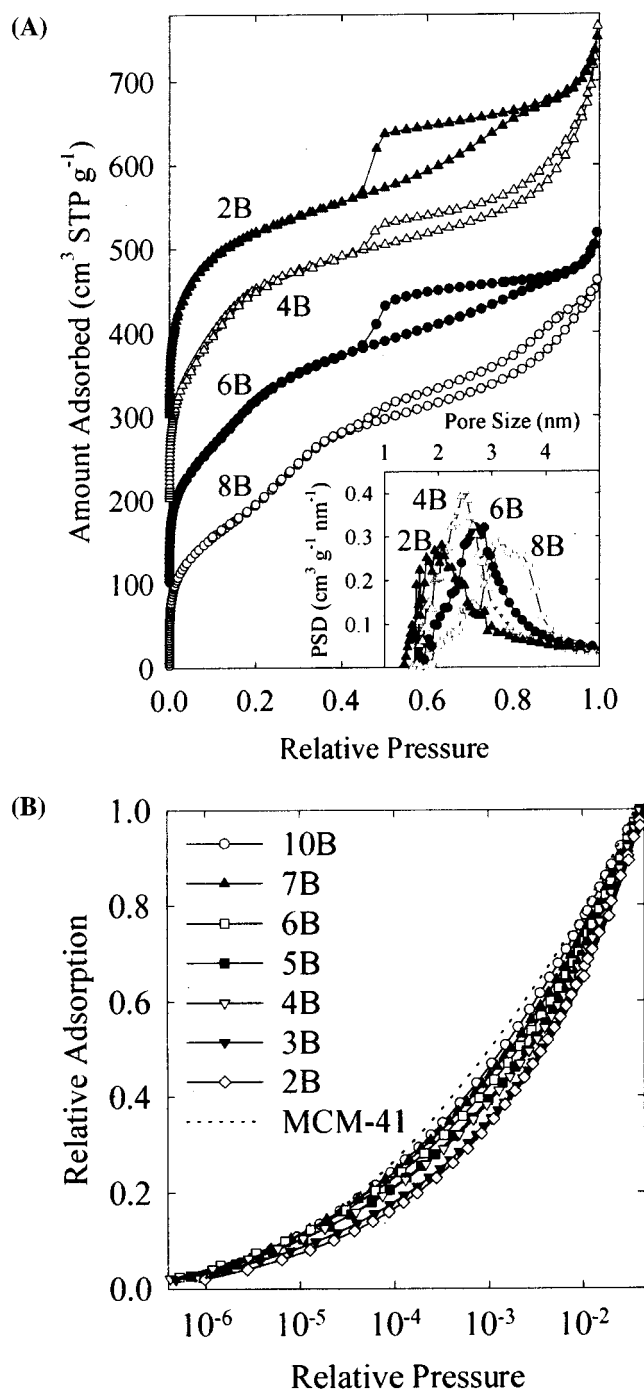 (A)
700
600
500
400
300
200
100
0
Amount Adsorbed (cm³ STP g⁻¹)
2B
4B
6B
8B
0.0 0.2 0.4 0.6 0.8 1.0
Relative Pressure
Pore Size (nm)
1 2 3 4
0.4
0.3
0.2
0.1
PSD (cm³ g⁻¹ nm⁻¹)
4B
6B
2B
8B
(B)
1.0
0.8
0.6
0.4
0.2
0.0
Relative Adsorption
10B
7B
6B
5B
4B
3B
2B
MCM-41
10⁻⁶ 10⁻⁵ 10⁻⁴ 10⁻³ 10⁻²
Relative Pressure